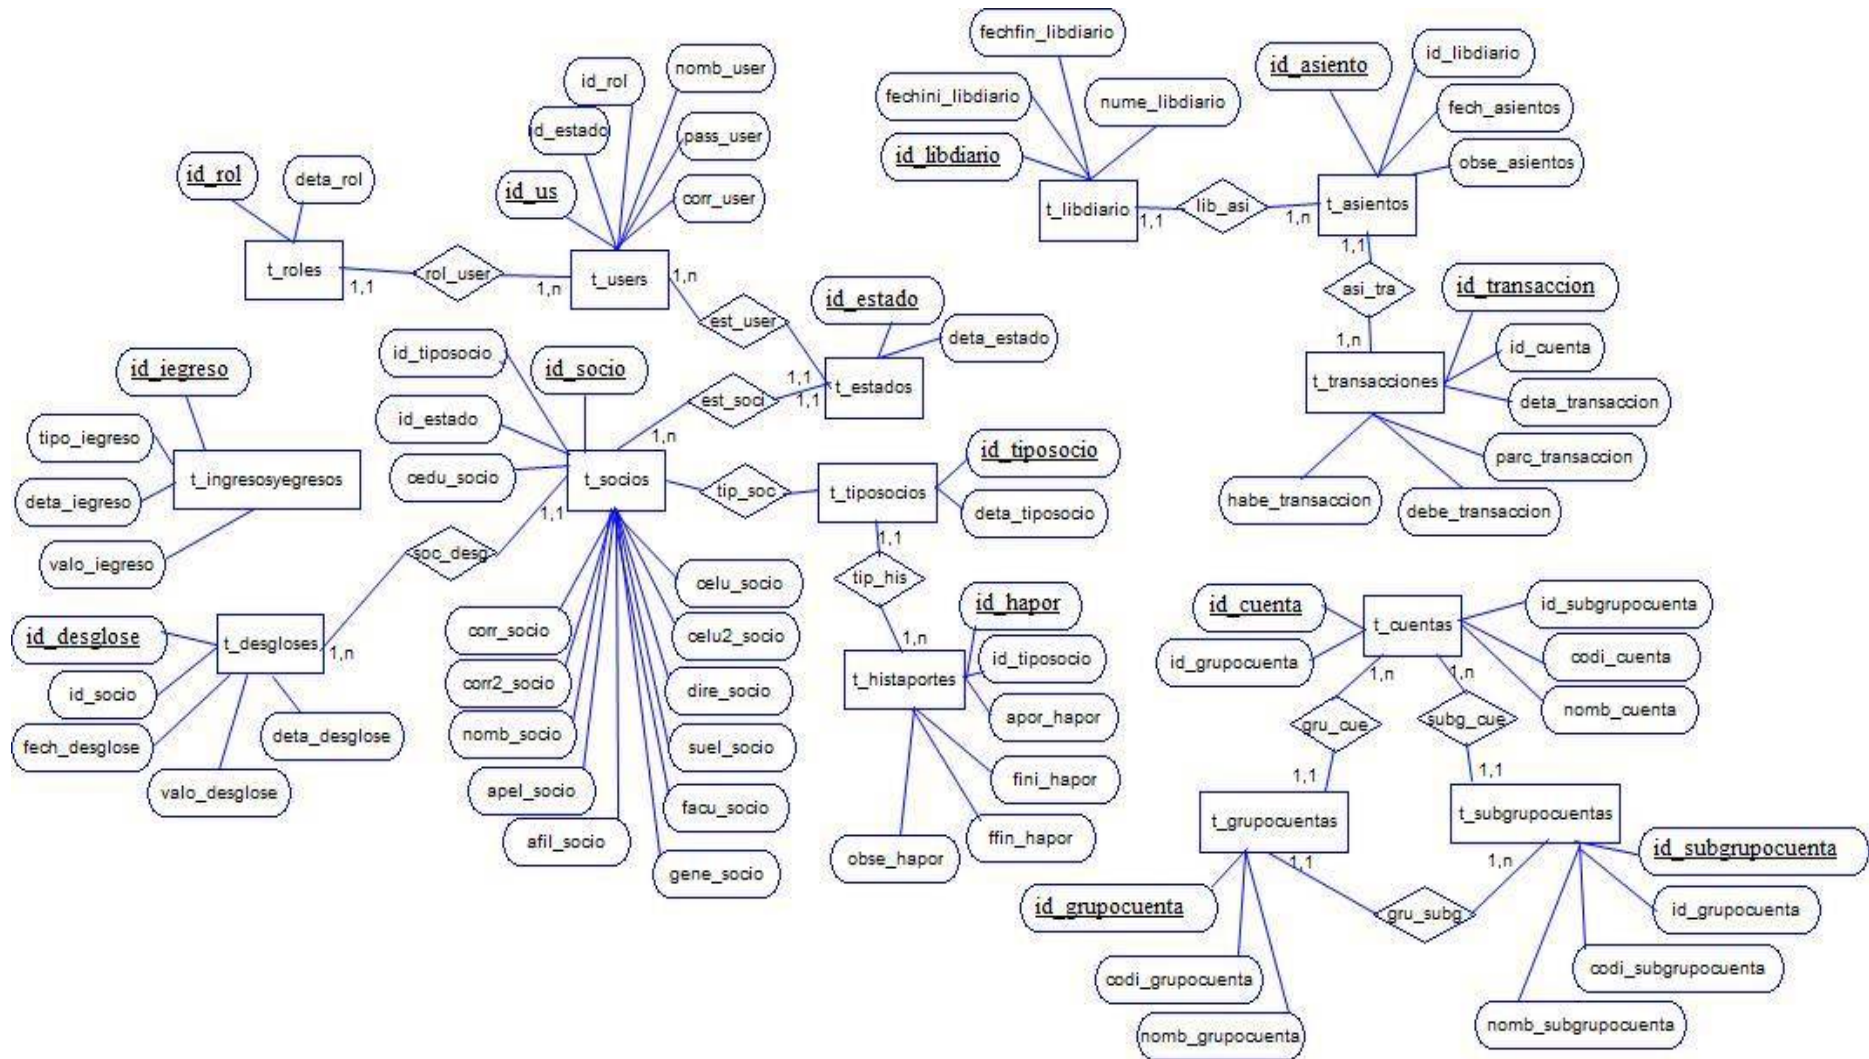 fechfin_libdiario
id_libdiario
id_asiento
nomb_user
id_rol
fechini_libdiario
nume_libdiario
fech_asientos
id_estado
pass_user
id_libdiario
obse_asientos
id_rol
deta_rol
id_us
corr_user
t_libdiario
1,1
lib_asi
1,n
t_asientos
1,1
t_roles
1,1
rol_user
1,n
t_users
1,n
asi_tra
id_transaccion
id_estado
est_user
deta_estado
1,n
id_cuenta
id_tiposocio
id_socio
id_iegreso
1,1
1,1
t_estados
t_transacciones
deta_transaccion
est_soci
id_estado
1,n
tipo_iegreso
id_tiposocio
parc_transaccion
t_ingresosyegresos
cedu_socio
t_socios
tip_soc
t_tiposocios
habe_transaccion
debe_transaccion
deta_iegreso
1,1
deta_tiposocio
1,1
valo_iegreso
soc_desg
tip_his
celu_socio
id_cuenta
id_subgrupocuenta
id_hapor
t_cuentas
id_desglose
t_desgloses
1,n
corr_socio
celu2_socio
1,n
id_tiposocio
id_grupocuenta
codi_cuenta
1,n
1,n
id_socio
corr2_socio
dire_socio
t_histaportes
apor_hapor
nomb_cuenta
gru_cue
subg_cue
fech_desglose
deta_desglose
nomb_socio
suel_socio
fini_hapor
1,1
1,1
valo_desglose
apel_socio
facu_socio
t_grupocuentas
t_subgrupocuentas
afil_socio
ffin_hapor
obse_hapor
1,1
1,n
id_subgrupocuenta
gene_socio
id_grupocuenta
gru_subg
id_grupocuenta
codi_grupocuenta
codi_subgrupocuenta
nomb_grupocuenta
nomb_subgrupocuenta